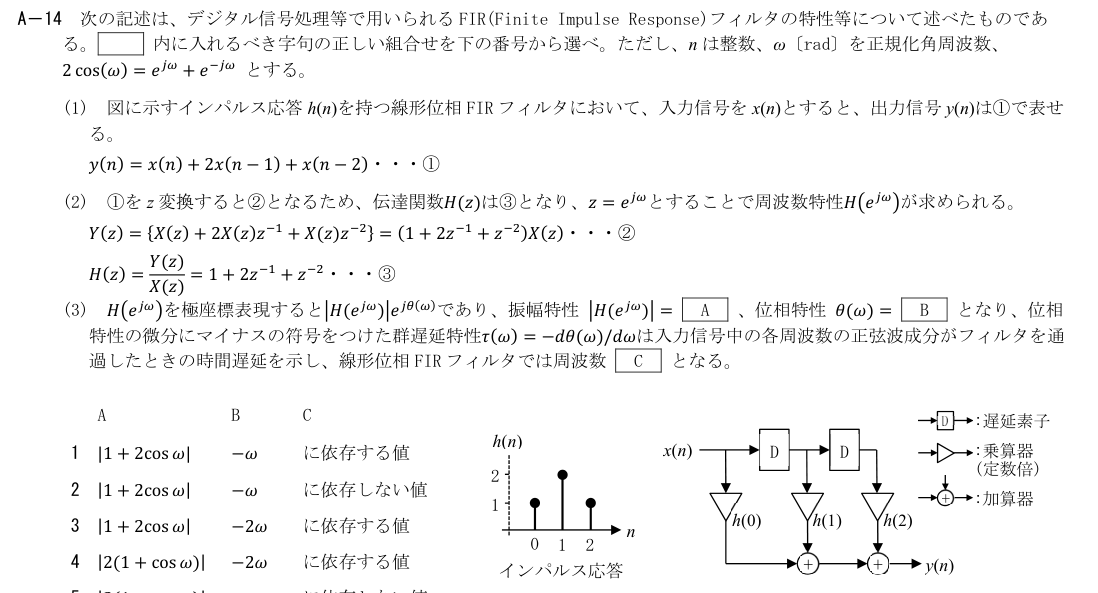 A－14 次の記述は、デジタル信号処理等で用いられる FIR(Finite Impulse Response)フィルタの特性等について述べたものであ
る。 内に入れるべき字句の正しい組合せを下の番号から選べ。ただし、n は整数、ω〔rad〕を正規化角周波数、
2 cos(ω) = e^{jω} + e^{−jω} とする。
(1) 図に示すインパルス応答 h(n)を持つ線形位相 FIR フィルタにおいて、入力信号を x(n)とすると、出力信号 y(n)は①で表せ
る。
y(n) = x(n) + 2x(n − 1) + x(n − 2)・・・①
(2) ①を z 変換すると②となるため、伝達関数H(z)は③となり、z = e^{jω}とすることで周波数特性H(e^{jω})が求められる。
Y(z) = {X(z) + 2X(z)z^{−1} + X(z)z^{−2}} = (1 + 2z^{−1} + z^{−2})X(z)・・・②
H(z) = Y(z)/X(z) = 1 + 2z^{−1} + z^{−2}・・・③
(3) H(e^{jω})を極座標表現すると|H(e^{jω})|e^{jθ(ω)}であり、振幅特性 |H(e^{jω})| = A 、位相特性 θ(ω) = B となり、位相
特性の微分にマイナスの符号をつけた群遅延特性τ(ω) = −dθ(ω)/dωは入力信号中の各周波数の正弦波成分がフィルタを通
過したときの時間遅延を示し、線形位相 FIR フィルタでは周波数 C となる。
A B C
1 |1 + 2cos ω| −ω に依存する値
2 |1 + 2cos ω| −ω に依存しない値
3 |1 + 2cos ω| −2ω に依存する値
4 |2(1 + cos ω)| −2ω に依存する値
h(n)
2
1
0 1 2
n
インパルス応答
x(n)
D
D
h(0)
h(1)
h(2)
+
+
y(n)
D :遅延素子
:乗算器
(定数倍)
+ :加算器